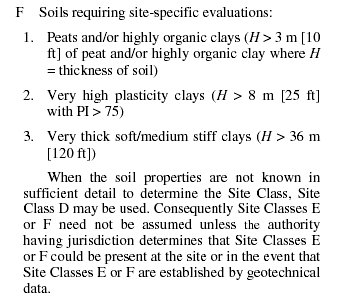 F Soils requiring site-specific evaluations:
1. Peats and/or highly organic clays (H > 3 m [10
ft] of peat and/or highly organic clay where H
= thickness of soil)
2. Very high plasticity clays (H > 8 m [25 ft]
with PI > 75)
3. Very thick soft/medium stiff clays (H > 36 m
[120 ft])
When the soil properties are not known in
sufficient detail to determine the Site Class, Site
Class D may be used. Consequently Site Classes E
or F need not be assumed unless the authority
having jurisdiction determines that Site Classes E
or F could be present at the site or in the event that
Site Classes E or F are established by geotechnical
data.